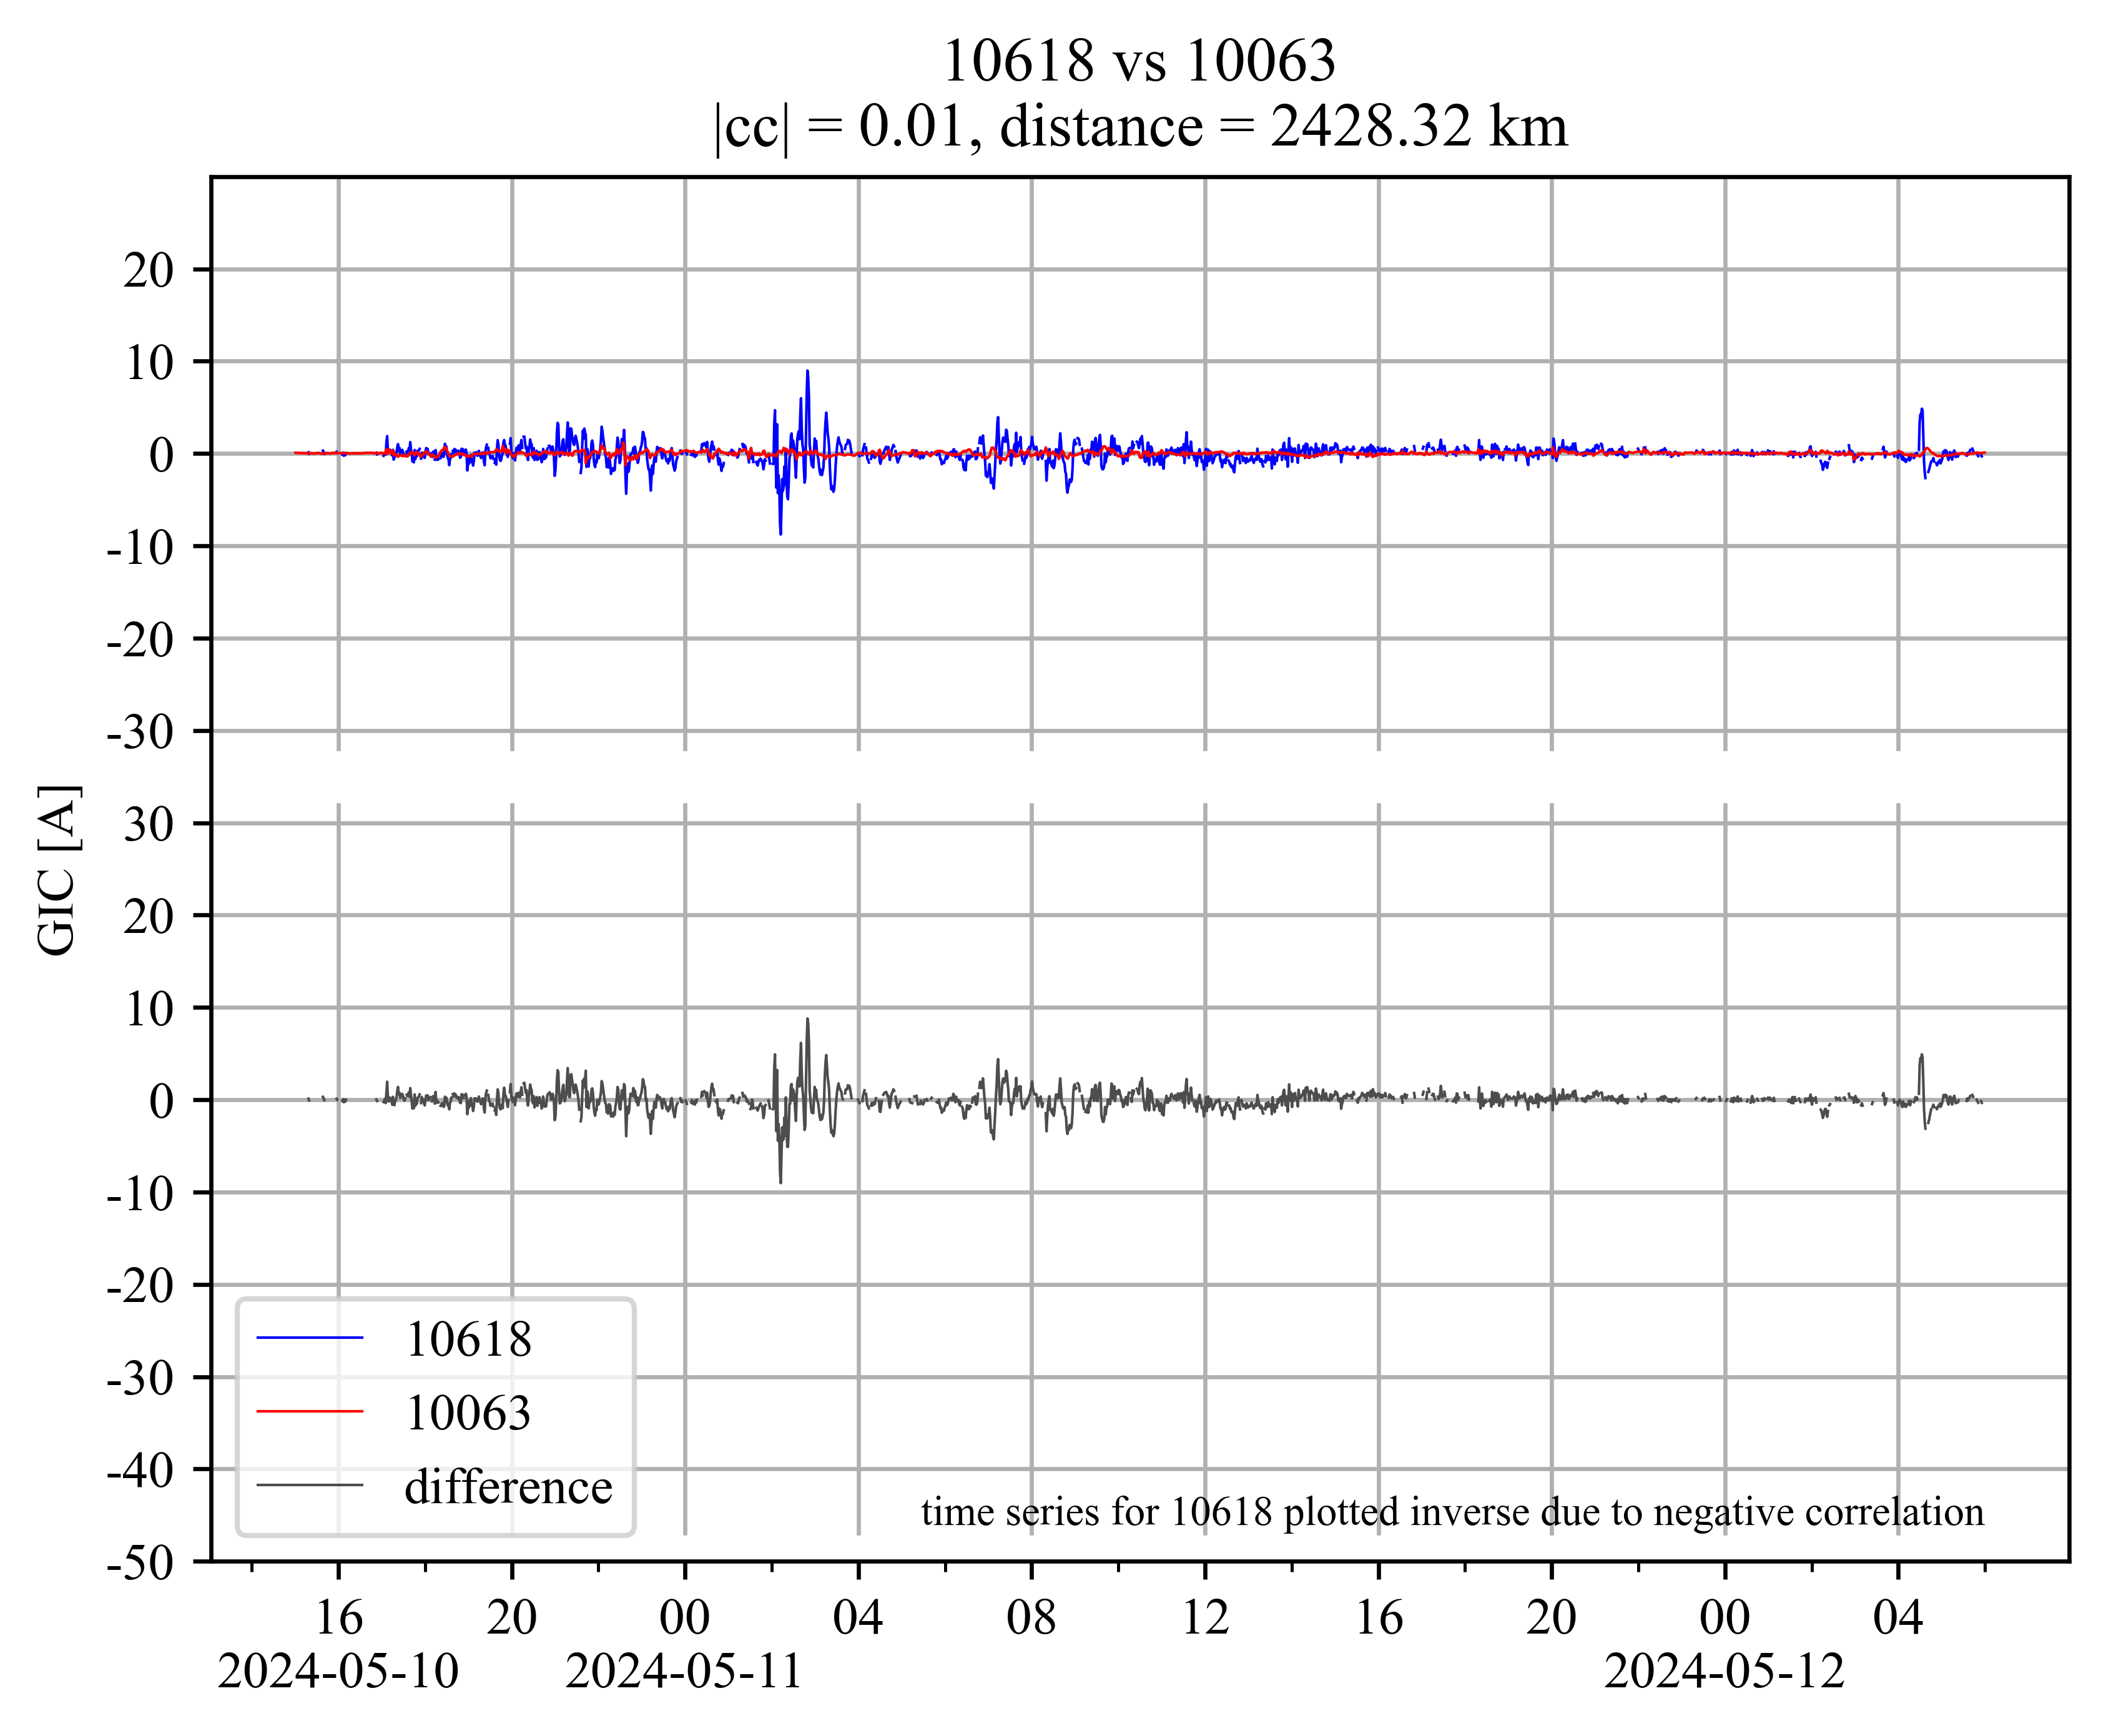 10618 vs 10063
|cc| = 0.01, distance = 2428.32 km
20
10
0
-10
-20
-30
30
20
10
0
-10
-20
-30
-40
-50
GIC [A]
10618
10063
difference
time series for 10618 plotted inverse due to negative correlation
16 20 00 04 08 12 16 20 00 04
2024-05-10 2024-05-11 2024-05-12